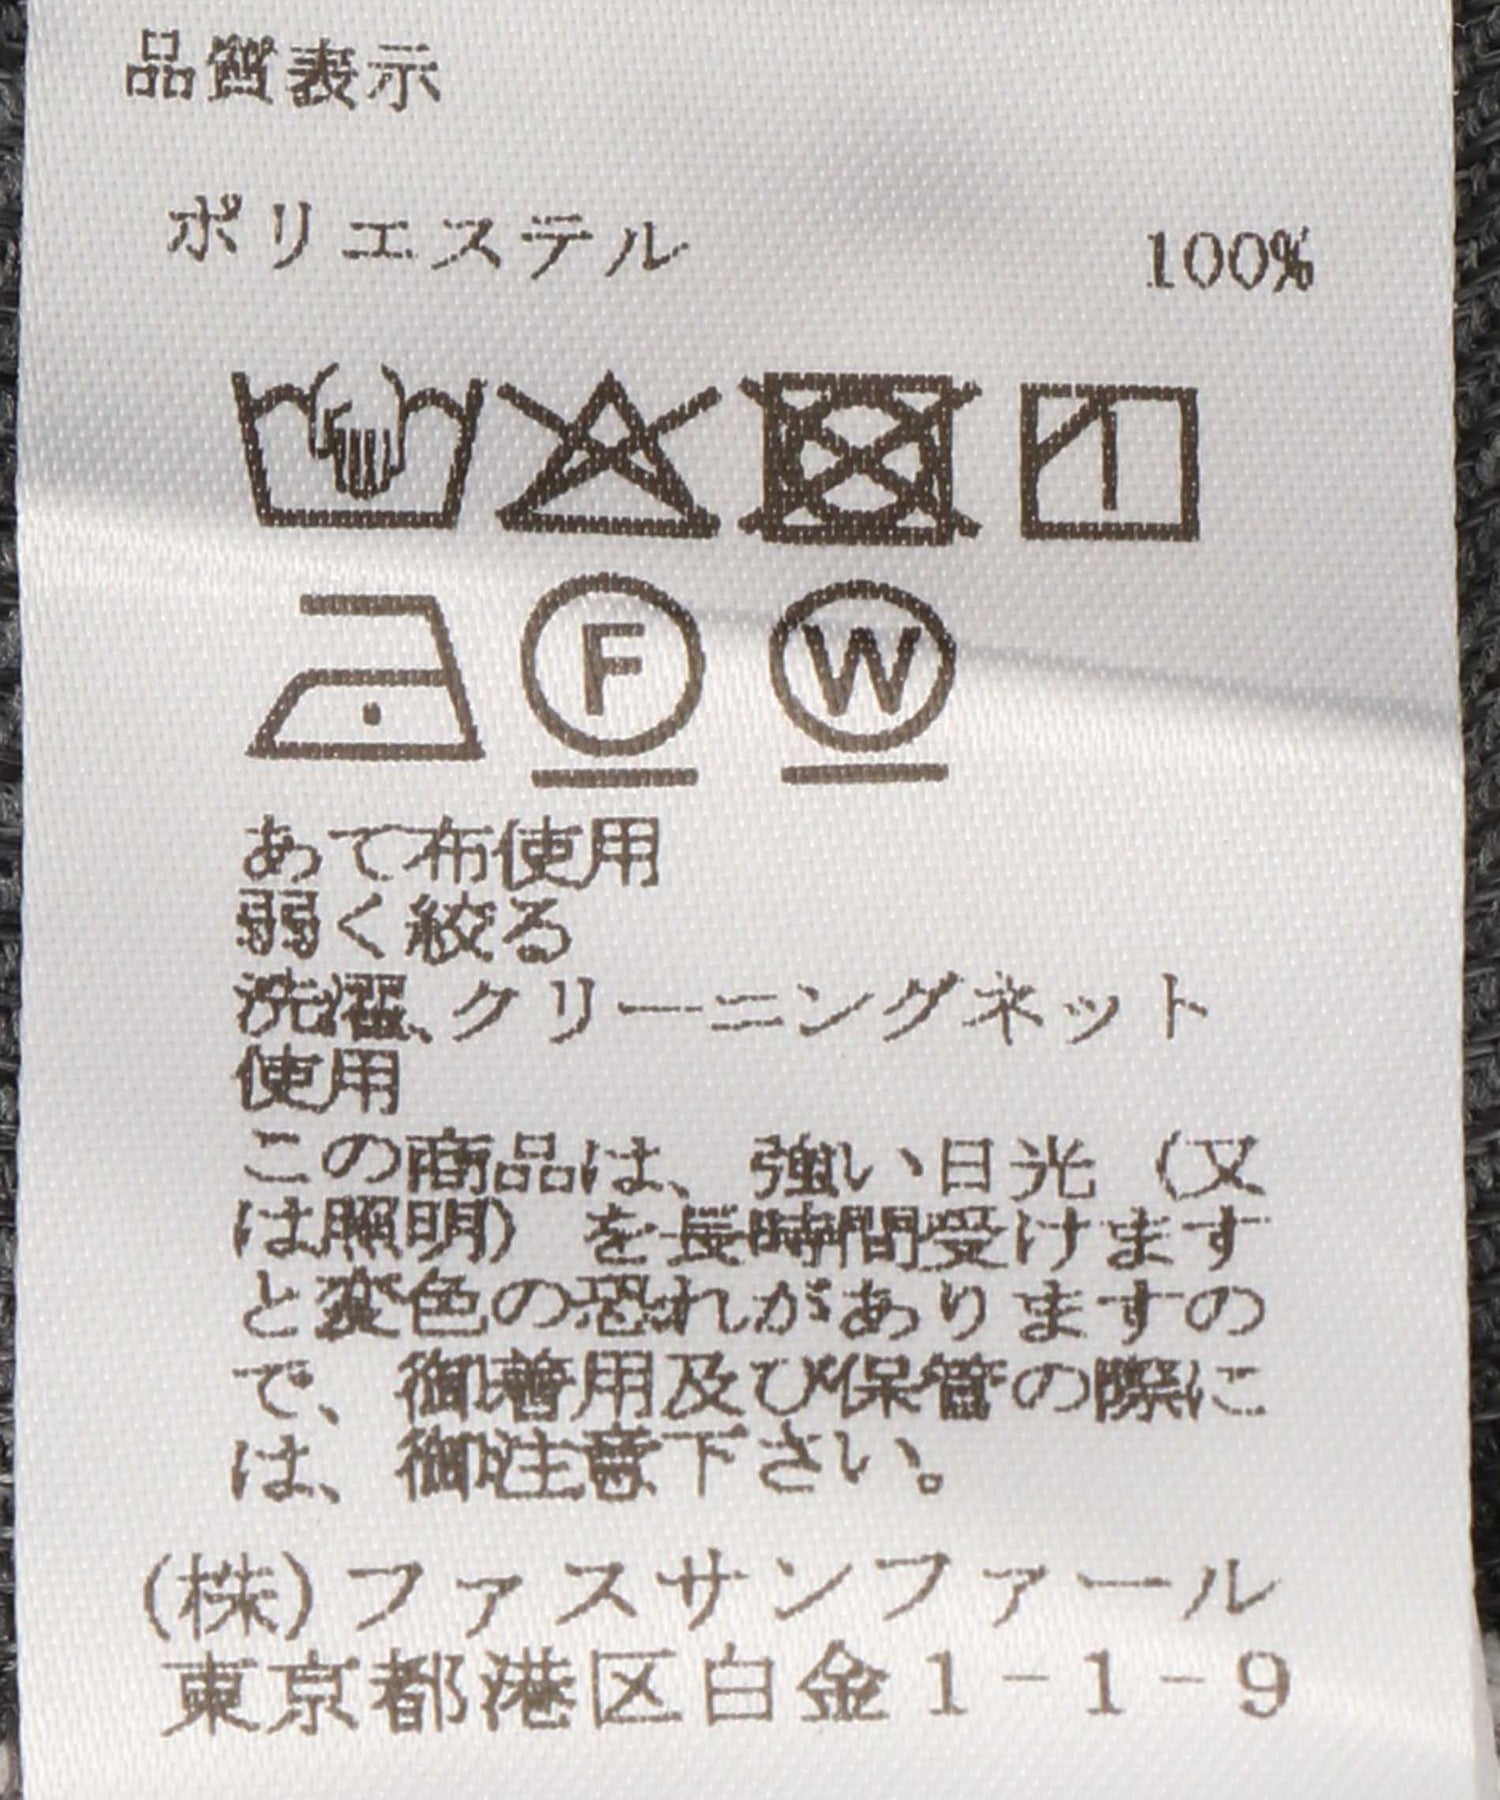 品質表示
ポリエステル 100%
F W
あて布使用
弱く絞る
洗濯、クリーニングネット
使用
この商品は、強い日光（又
は照明）を長時間受けます
と変色の恐れがありますの
で、御着用及び保管の際に
は、御注意下さい。
(株)ファスサンファール
東京都港区白金1-1-9